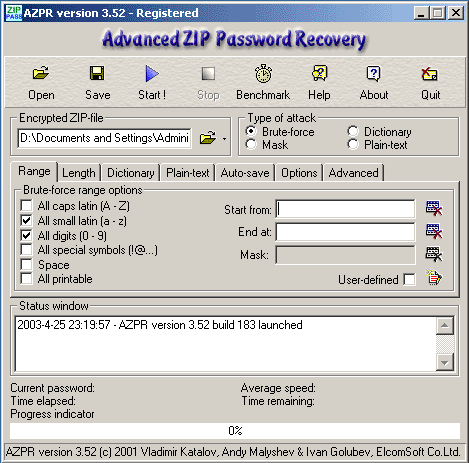 ZIP PASS AZPR version 3.52 - Registered
Advanced ZIP Password Recovery
Open Save Start! Stop Benchmark Help About Quit
Encrypted ZIP-file
D:\Documents and Settings\Admini
Type of attack
Brute-force Dictionary
Mask Plain-text
Range Length Dictionary Plain-text Auto-save Options Advanced
Brute-force range options
All caps latin (A - Z)
All small latin (a - z)
All digits (0 - 9)
All special symbols (!@...)
Space
All printable
Start from:
End at:
Mask:
User-defined
Status window
2003-4-25 23:19:57 - AZPR version 3.52 build 183 launched
Current password: Average speed:
Time elapsed: Time remaining:
Progress indicator
0%
AZPR version 3.52 (c) 2001 Vladimir Katalov, Andy Malyshev & Ivan Golubev, ElcomSoft Co.Ltd.